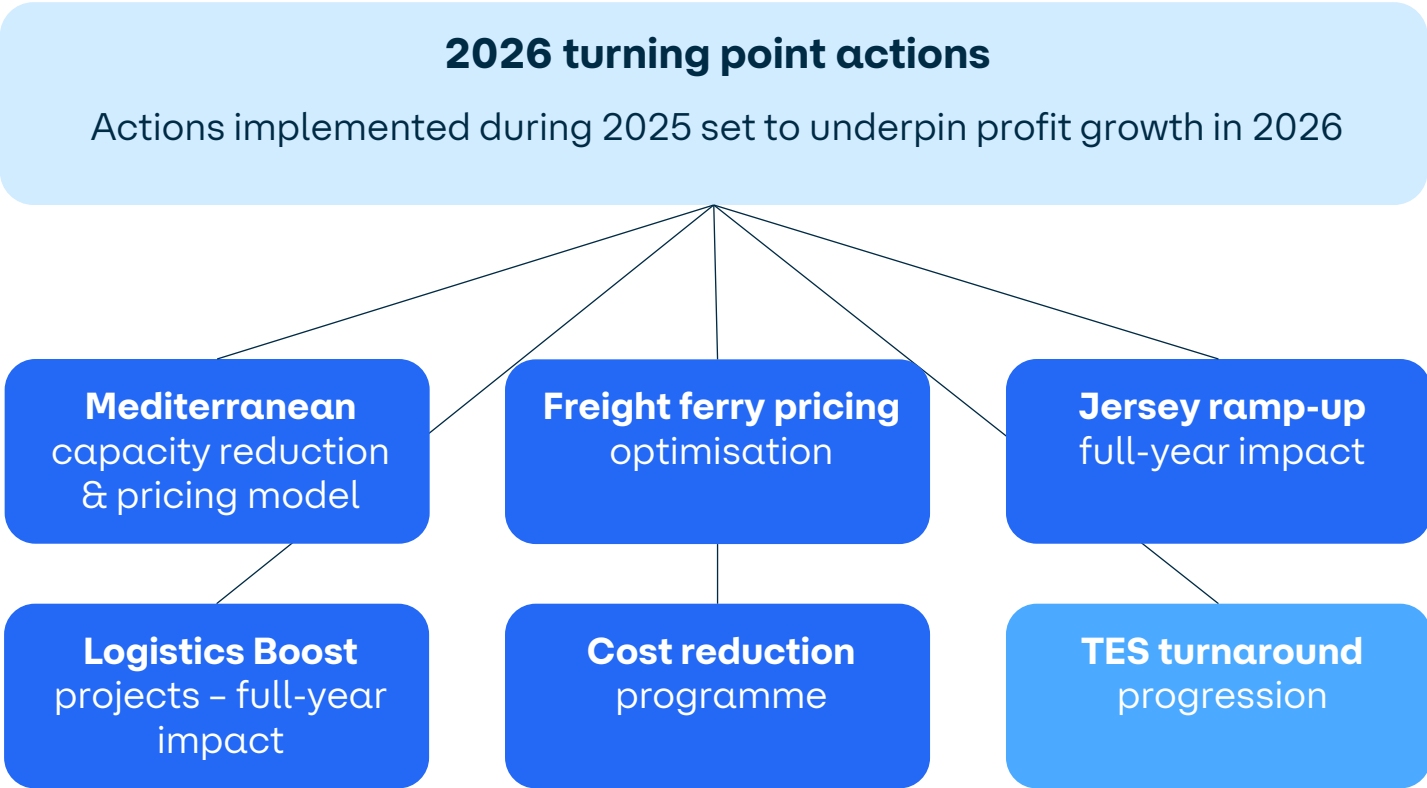 2026 turning point actions
Actions implemented during 2025 set to underpin profit growth in 2026
Mediterranean
capacity reduction
& pricing model
Freight ferry pricing
optimisation
Jersey ramp-up
full-year impact
Logistics Boost
projects – full-year
impact
Cost reduction
programme
TES turnaround
progression